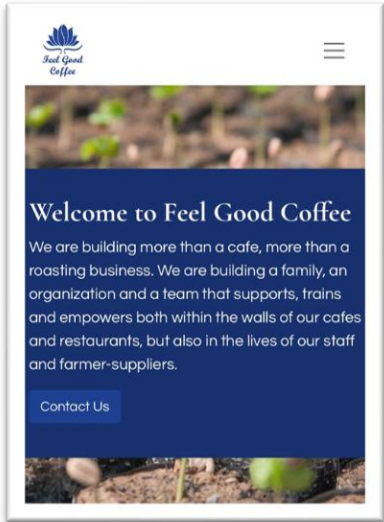 Feel Good
Coffee
Welcome to Feel Good Coffee
We are building more than a cafe, more than a
roasting business. We are building a family, an
organization and a team that supports, trains
and empowers both within the walls of our cafes
and restaurants, but also in the lives of our staff
and farmer-suppliers.
Contact Us